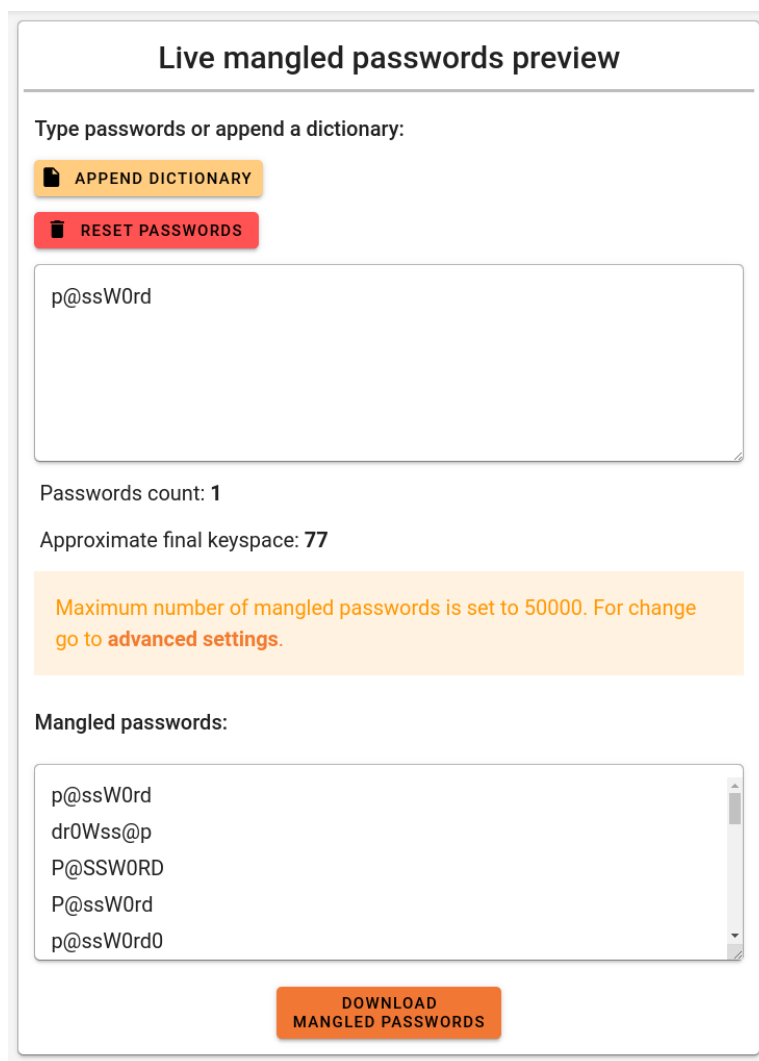 Live mangled passwords preview
Type passwords or append a dictionary:
APPEND DICTIONARY
RESET PASSWORDS
p@ssW0rd
Passwords count: 1
Approximate final keyspace: 77
Maximum number of mangled passwords is set to 50000. For change
go to advanced settings.
Mangled passwords:
p@ssW0rd
dr0Wss@p
P@SSW0RD
P@ssW0rd
p@ssW0rd0
DOWNLOAD
MANGLED PASSWORDS